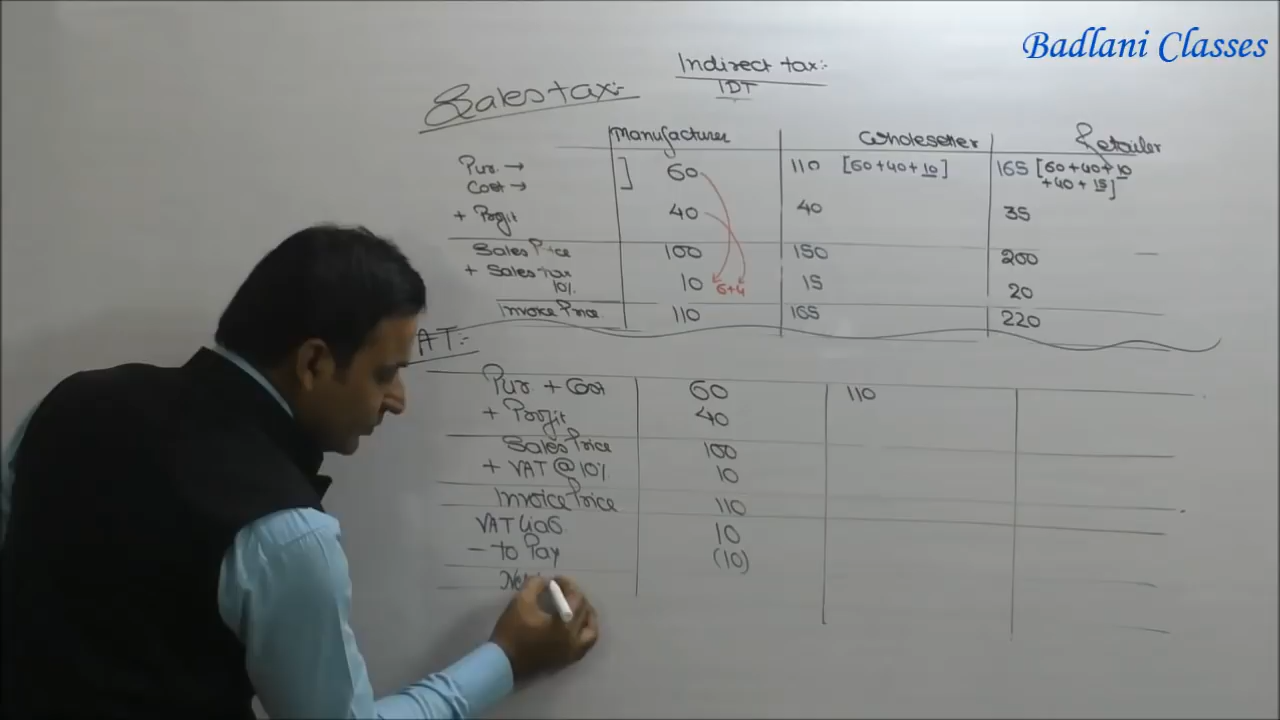 Badlani Classes
Indirect tax:-
IDT
Sales tax:-
Manufacturer Wholeseller Retailer
Pur. → 60 110 [60+40+10] 165 [60+40+10
Cost → +40 + 15]
+ Profit 40 40 35
Sales Price 100 150 200
+ Sales tax 10 6+4 15 20
10%
Invoice Price 110 165 220
AT:-
Pur + Cost 60 110
+ Profit 40
Sales Price 100
+ VAT @ 10% 10
Invoice Price 110
VAT Liab 10
- to Pay (10)